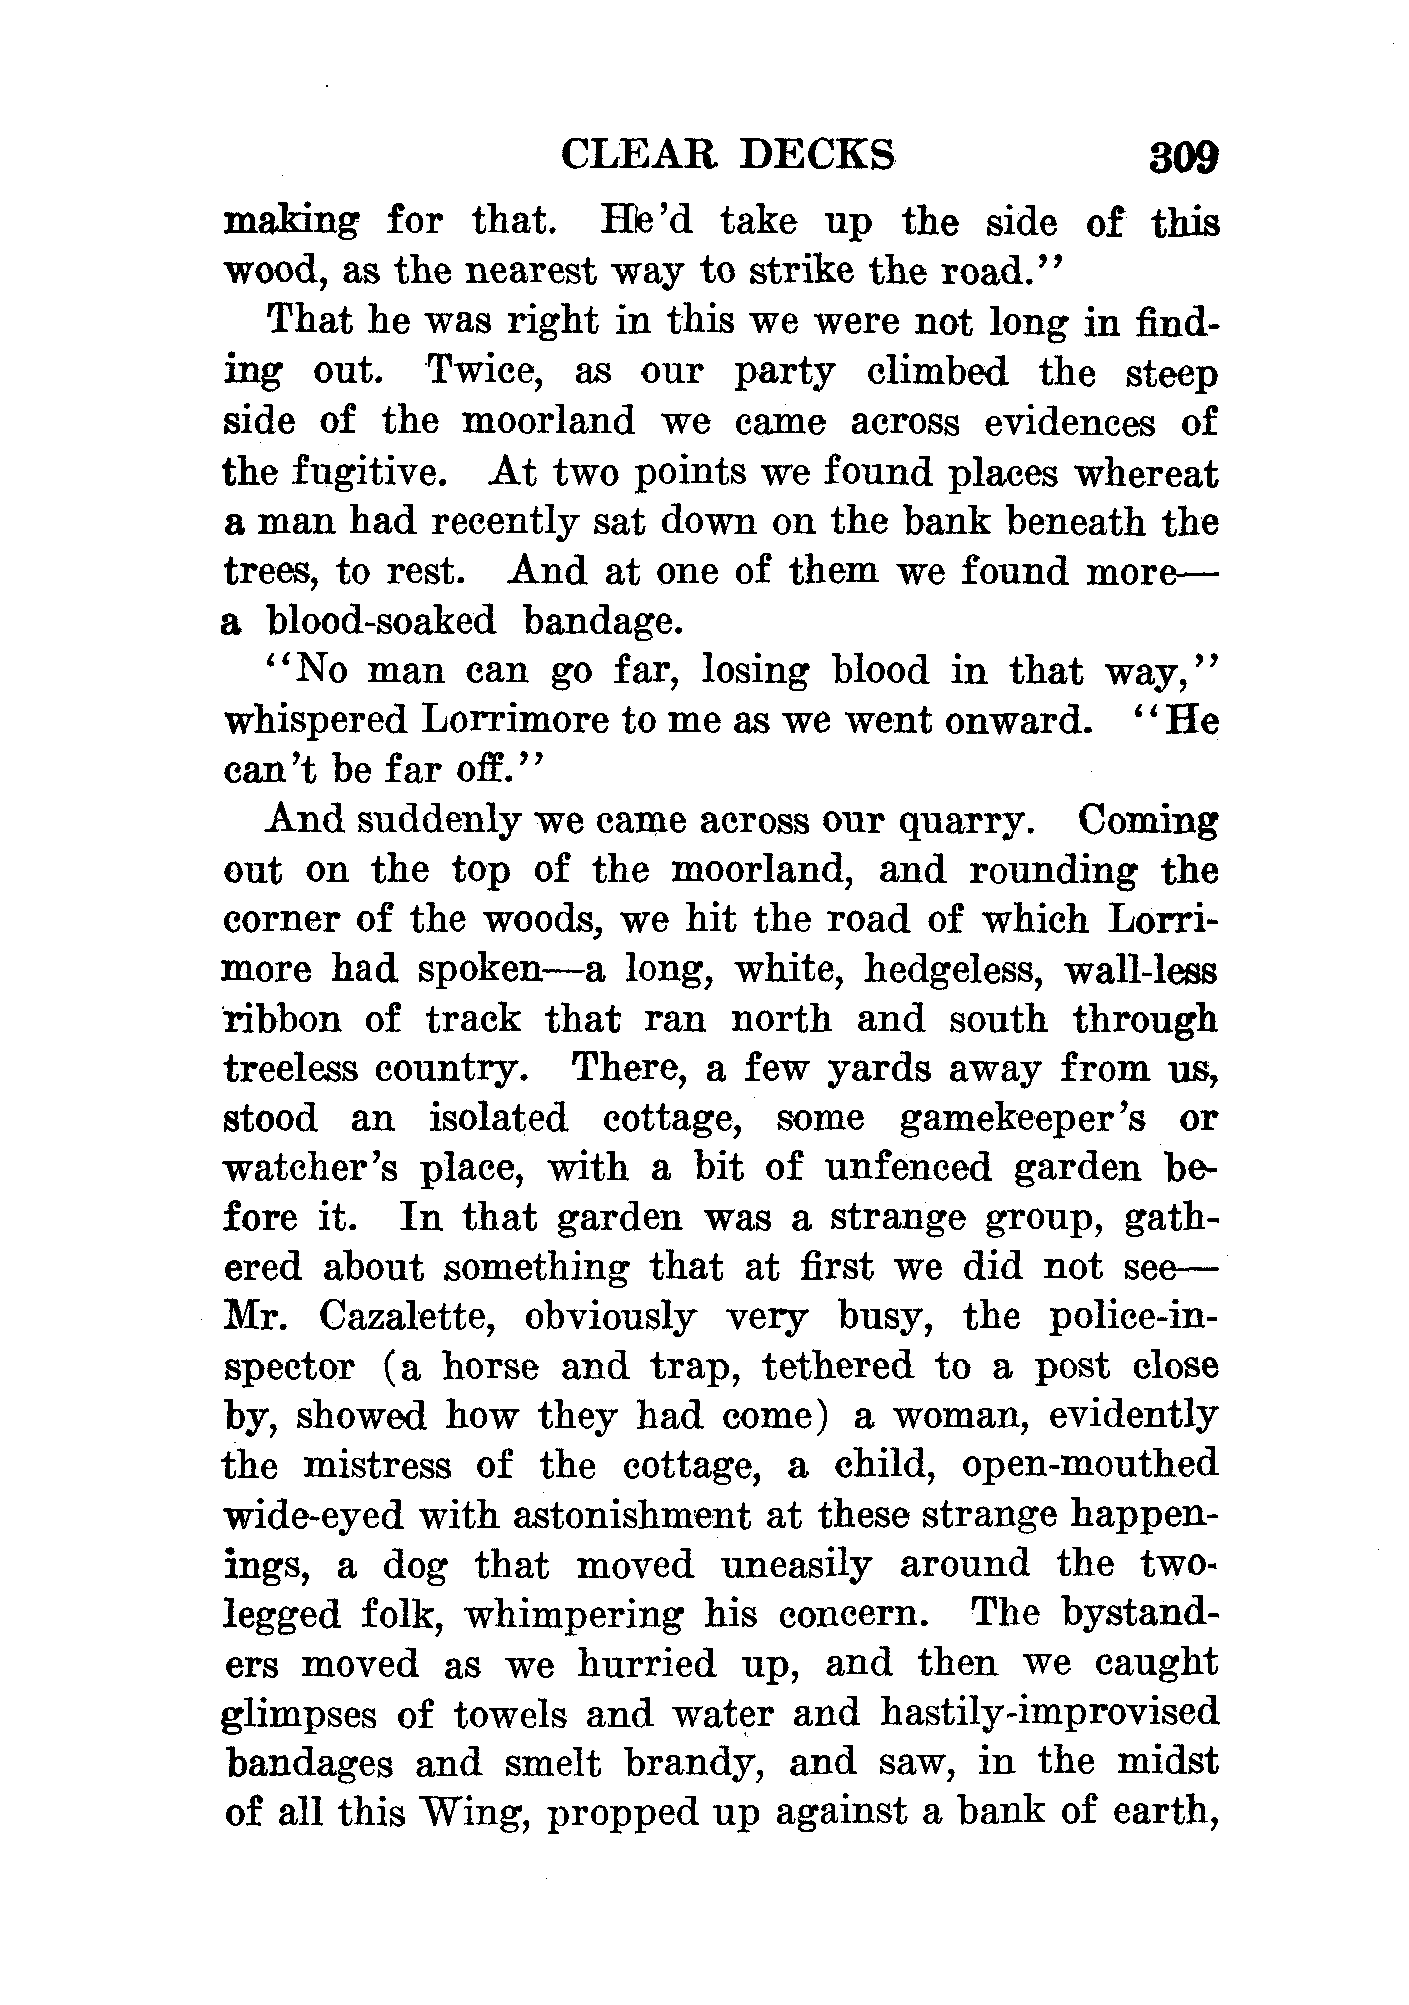 CLEAR DECKS 309
making for that. He'd take up the side of this
wood, as the nearest way to strike the road."
That he was right in this we were not long in find-
ing out. Twice, as our party climbed the steep
side of the moorland we came across evidences of
the fugitive. At two points we found places whereat
a man had recently sat down on the bank beneath the
trees, to rest. And at one of them we found more—
a blood-soaked bandage.
"No man can go far, losing blood in that way,"
whispered Lorrimore to me as we went onward. "He
can't be far off."
And suddenly we came across our quarry. Coming
out on the top of the moorland, and rounding the
corner of the woods, we hit the road of which Lorri-
more had spoken—a long, white, hedgeless, wall-less
ribbon of track that ran north and south through
treeless country. There, a few yards away from us,
stood an isolated cottage, some gamekeeper's or
watcher's place, with a bit of unfenced garden be-
fore it. In that garden was a strange group, gath-
ered about something that at first we did not see—
Mr. Cazalette, obviously very busy, the police-in-
spector (a horse and trap, tethered to a post close
by, showed how they had come) a woman, evidently
the mistress of the cottage, a child, open-mouthed
wide-eyed with astonishment at these strange happen-
ings, a dog that moved uneasily around the two-
legged folk, whimpering his concern. The bystand-
ers moved as we hurried up, and then we caught
glimpses of towels and water and hastily-improvised
bandages and smelt brandy, and saw, in the midst
of all this Wing, propped up against a bank of earth,